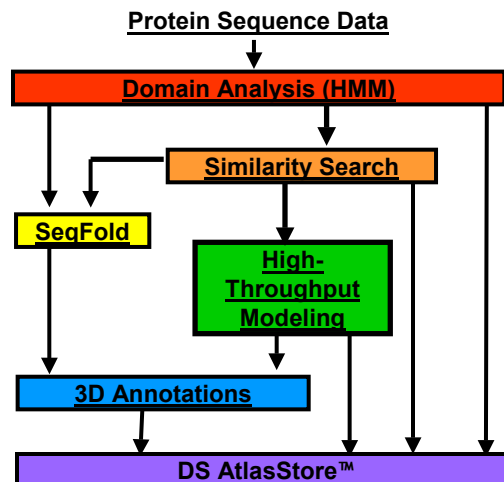 Protein Sequence Data
Domain Analysis (HMM)
Similarity Search
SeqFold
High-
Throughput
Modeling
3D Annotations
DS AtlasStore™